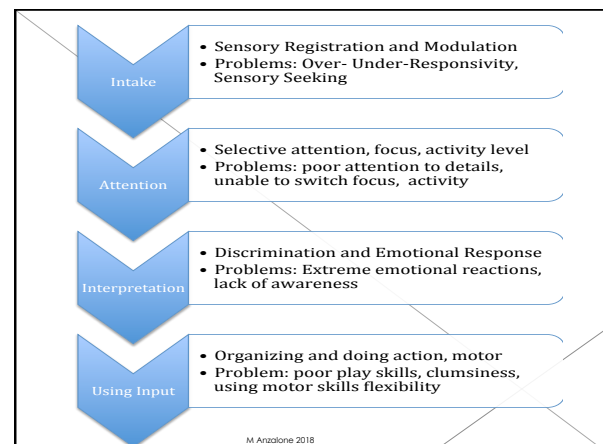 Intake
• Sensory Registration and Modulation
• Problems: Over- Under-Responsivity,
Sensory Seeking
Attention
• Selective attention, focus, activity level
• Problems: poor attention to details,
unable to switch focus,  activity
Interpretation
• Discrimination and Emotional Response
• Problems: Extreme emotional reactions,
lack of awareness
Using Input
• Organizing and doing action, motor
• Problem: poor play skills, clumsiness,
using motor skills flexibility
M Anzalone 2018